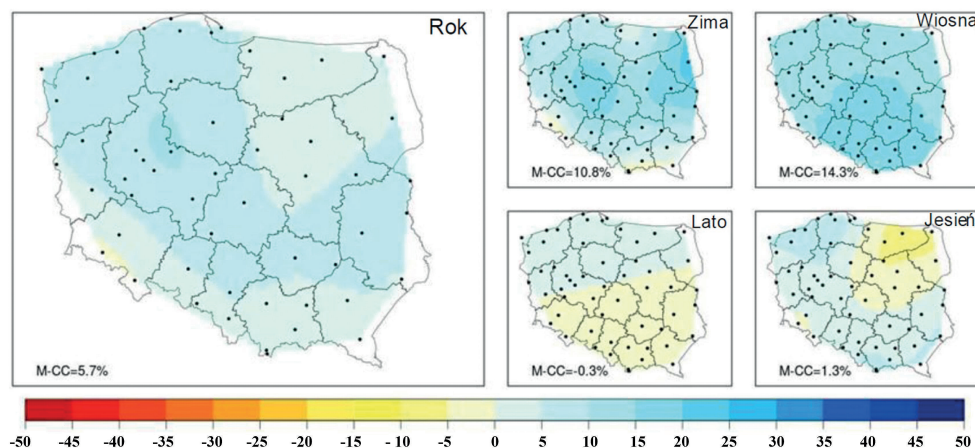 Rok
M-CC=5.7%
Zima
M-CC=10.8%
Wiosna
M-CC=14.3%
Lato
M-CC=-0.3%
Jesień
M-CC=1.3%
-50 -45 -40 -35 -30 -25 -20 -15 -10 -5 0 5 10 15 20 25 30 35 40 45 50